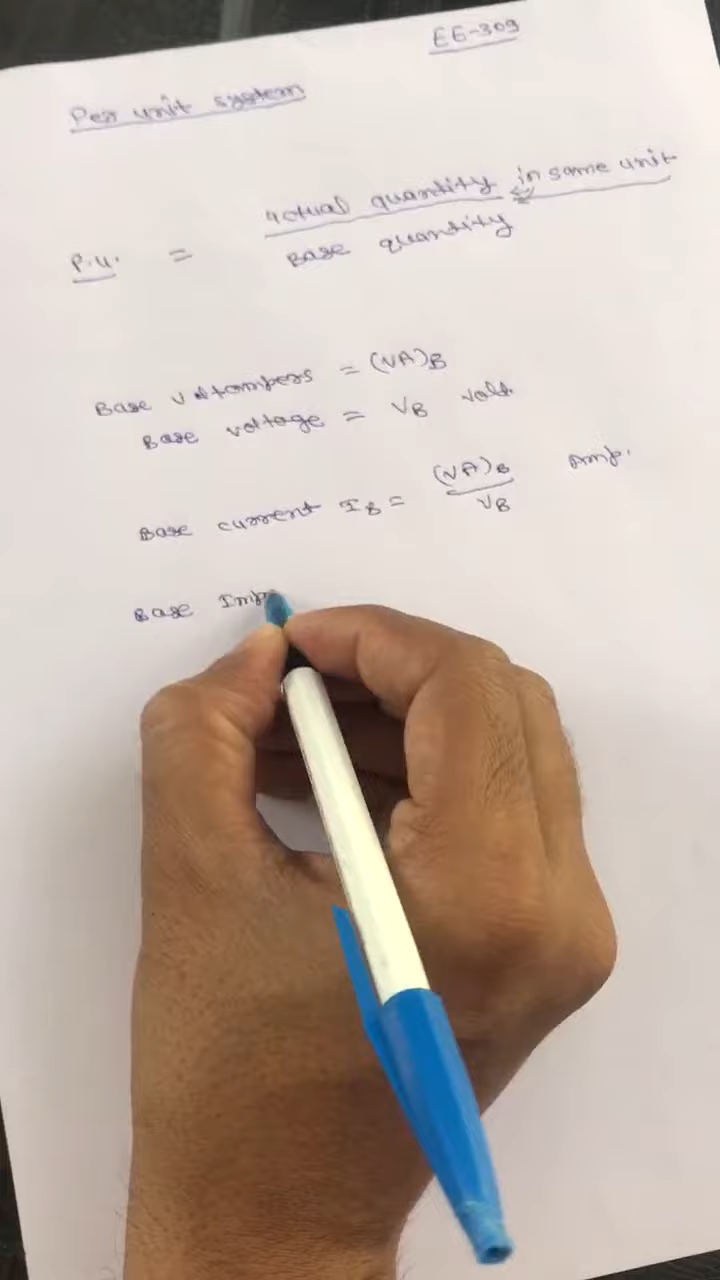 EE-309
Per unit system
P.U. = Actual quantity in same unit
Base quantity
Base voltampers = (VA)B
Base voltage = VB volt.
Base current IB = (VA)B / VB Amp.
Base Imp